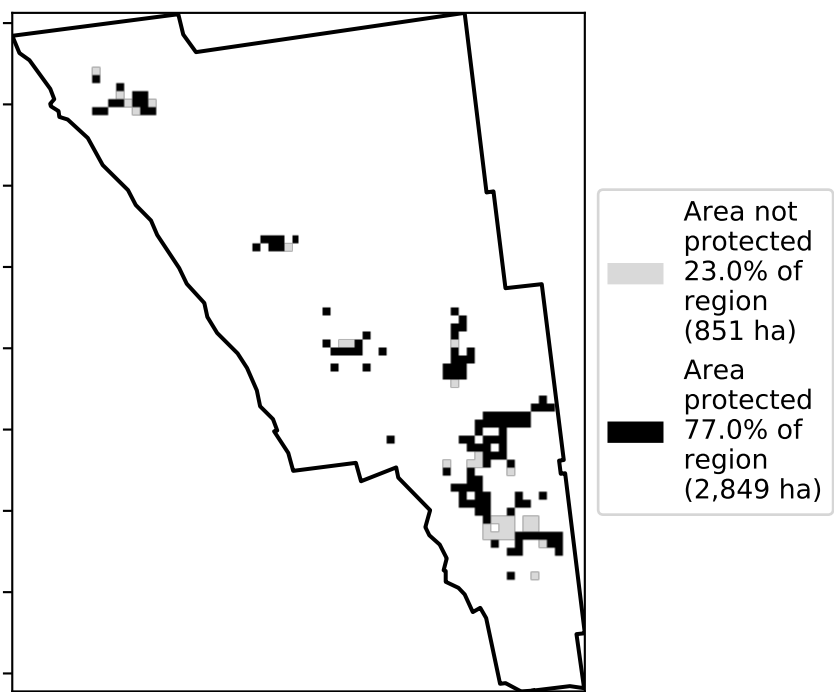 Area not
protected
23.0% of
region
(851 ha)
Area
protected
77.0% of
region
(2,849 ha)